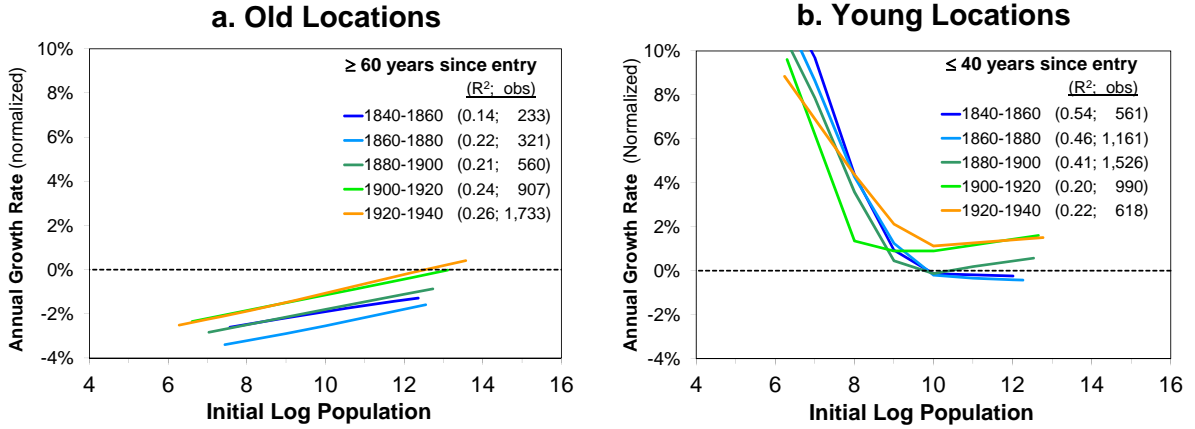 a. Old Locations
10%
8%
6%
4%
2%
0%
-2%
-4%
Annual Growth Rate (normalized)
≥ 60 years since entry
(R²; obs)
1840-1860 (0.14; 233)
1860-1880 (0.22; 321)
1880-1900 (0.21; 560)
1900-1920 (0.24; 907)
1920-1940 (0.26; 1,733)
4 6 8 10 12 14 16
Initial Log Population
b. Young Locations
10%
8%
6%
4%
2%
0%
-2%
-4%
Annual Growth Rate (Normalized)
≤ 40 years since entry
(R²; obs)
1840-1860 (0.54; 561)
1860-1880 (0.46; 1,161)
1880-1900 (0.41; 1,526)
1900-1920 (0.20; 990)
1920-1940 (0.22; 618)
4 6 8 10 12 14 16
Initial Log Population